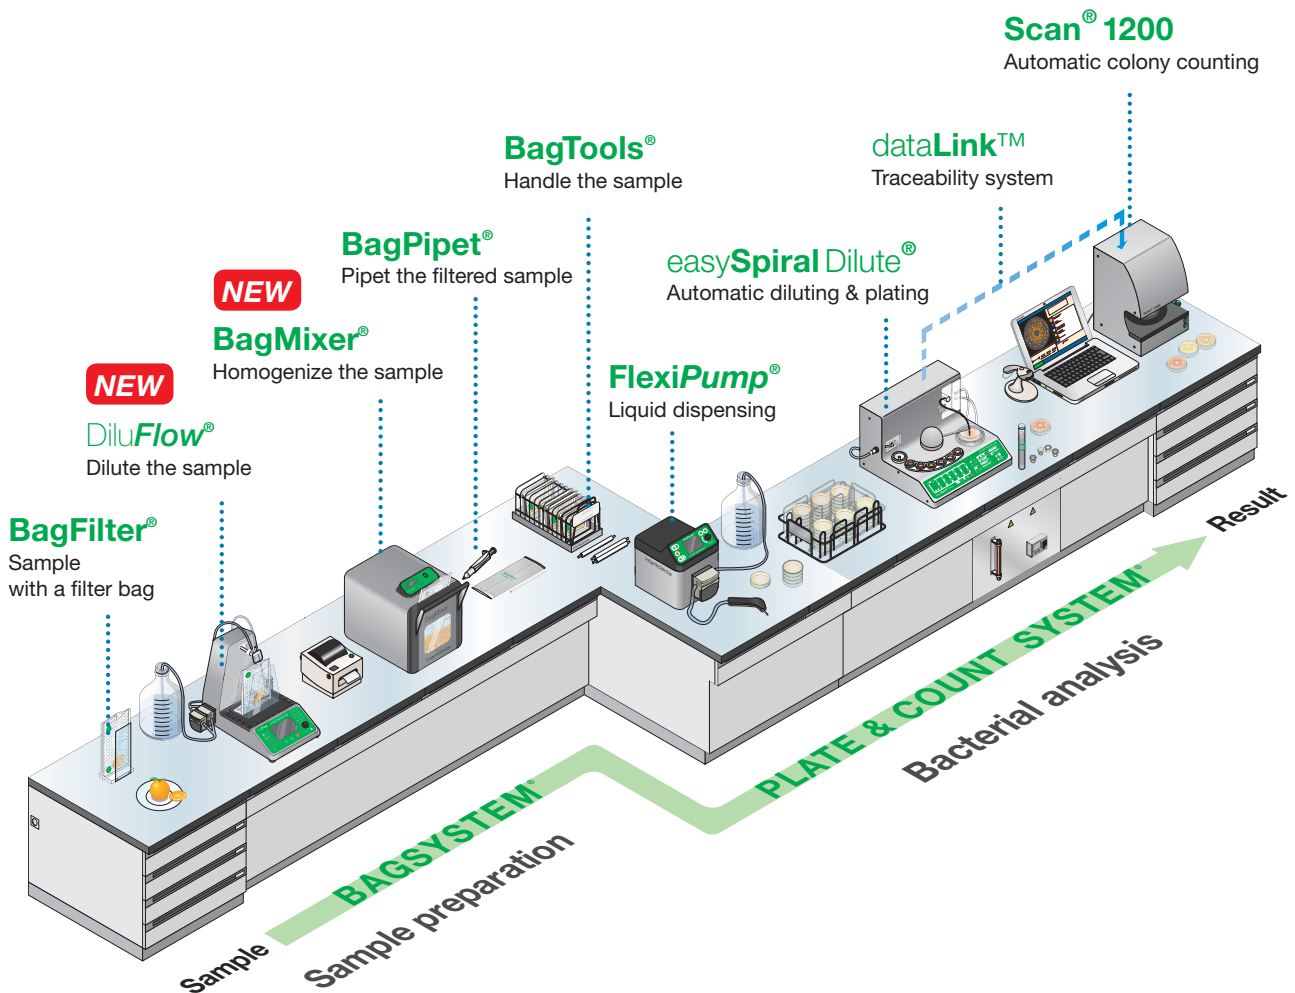 Scan® 1200
Automatic colony counting
dataLink™
Traceability system
BagTools®
Handle the sample
easySpiral Dilute®
Automatic diluting & plating
BagPipet®
Pipet the filtered sample
NEW
BagMixer®
Homogenize the sample
FlexiPump®
Liquid dispensing
NEW
DiluFlow®
Dilute the sample
BagFilter®
Sample
with a filter bag
Sample
BAGSYSTEM®
Sample preparation
PLATE & COUNT SYSTEM®
Bacterial analysis
Result